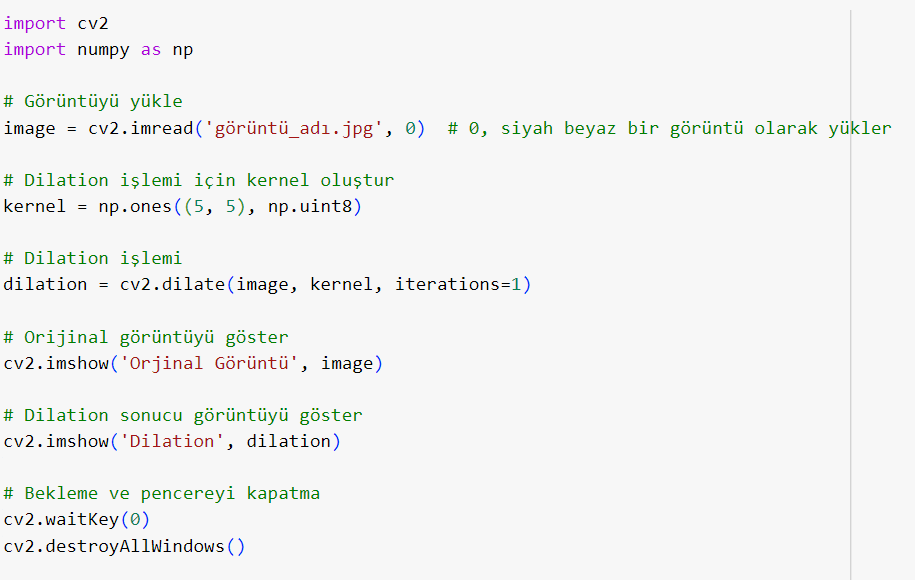 import cv2
import numpy as np
# Görüntüyü yükle
image = cv2.imread('görüntü_adı.jpg', 0)  # 0, siyah beyaz bir görüntü olarak yükler
# Dilation işlemi için kernel oluştur
kernel = np.ones((5, 5), np.uint8)
# Dilation işlemi
dilation = cv2.dilate(image, kernel, iterations=1)
# Orijinal görüntüyü göster
cv2.imshow('Orjinal Görüntü', image)
# Dilation sonucu görüntüyü göster
cv2.imshow('Dilation', dilation)
# Bekleme ve pencereyi kapatma
cv2.waitKey(0)
cv2.destroyAllWindows()